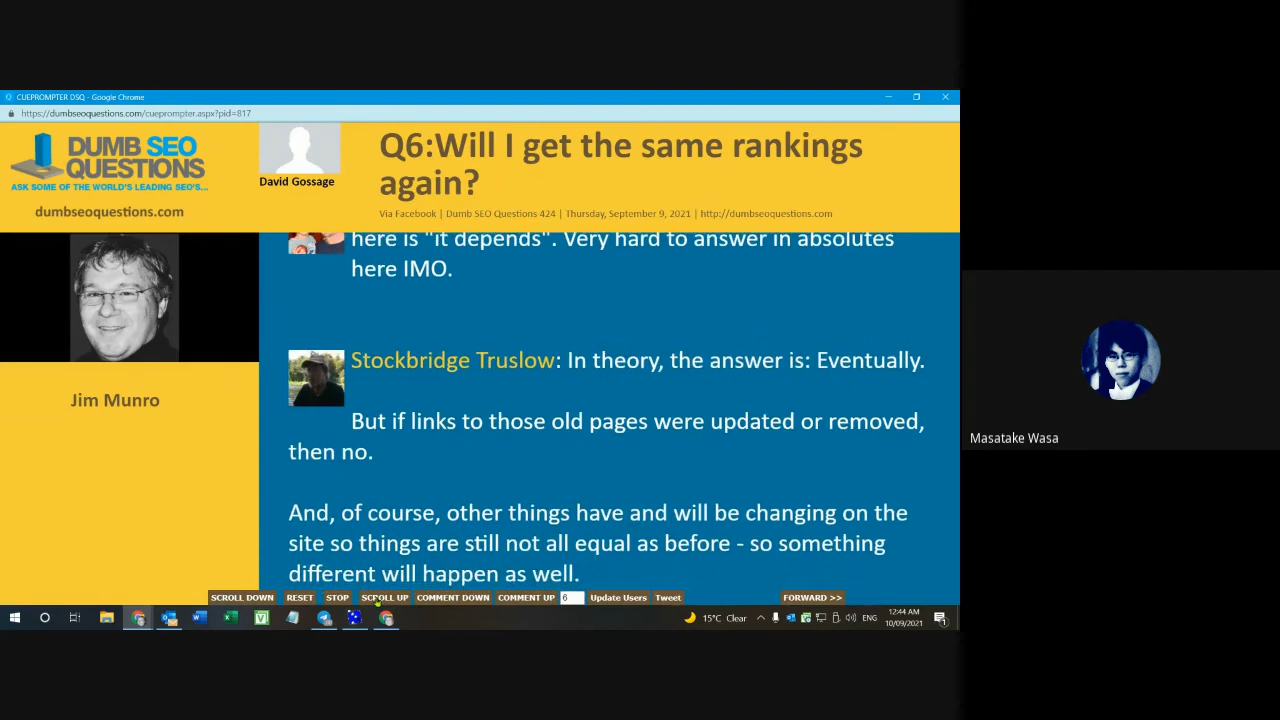 CUEPROMPTER DSQ - Google Chrome
https://dumbseoquestions.com/cueprompter.aspx?pid=817
DUMB SEO
QUESTIONS
ASK SOME OF THE WORLD'S LEADING SEO'S...
dumbseoquestions.com
David Gossage
Q6:Will I get the same rankings
again?
Via Facebook | Dumb SEO Questions 424 | Thursday, September 9, 2021 | http://dumbseoquestions.com
Jim Munro
here is "it depends". Very hard to answer in absolutes
here IMO.
Stockbridge Truslow: In theory, the answer is: Eventually.
But if links to those old pages were updated or removed,
then no.
And, of course, other things have and will be changing on the
site so things are still not all equal as before - so something
different will happen as well.
SCROLL DOWN RESET STOP SCROLL UP COMMENT DOWN COMMENT UP 6 Update Users Tweet FORWARD >>
15°C Clear ENG 12:44 AM
10/09/2021
Masatake Wasa